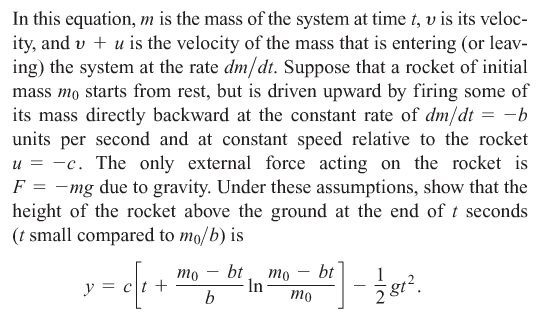 In this equation, m is the mass of the system at time t, υ is its veloc-
ity, and υ + u is the velocity of the mass that is entering (or leav-
ing) the system at the rate dm/dt. Suppose that a rocket of initial
mass m₀ starts from rest, but is driven upward by firing some of
its mass directly backward at the constant rate of dm/dt = −b
units per second and at constant speed relative to the rocket
u = −c. The only external force acting on the rocket is
F = −mg due to gravity. Under these assumptions, show that the
height of the rocket above the ground at the end of t seconds
(t small compared to m₀/b) is
y = c[t + (m₀ − bt)/b ln (m₀ − bt)/m₀] − 1/2 gt².